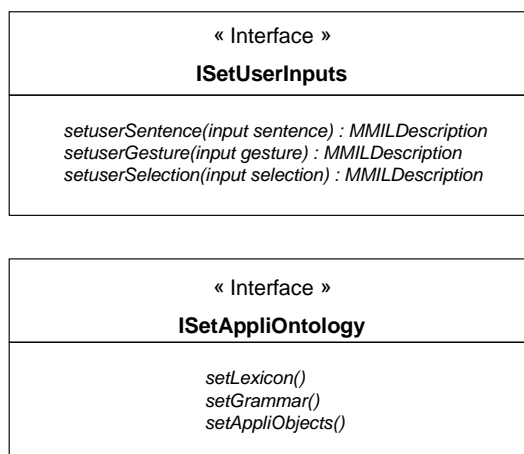 « Interface »
ISetUserInputs
setuserSentence(input sentence) : MMILDescription
setuserGesture(input gesture) : MMILDescription
setuserSelection(input selection) : MMILDescription
« Interface »
ISetAppliOntology
setLexicon()
setGrammar()
setAppliObjects()